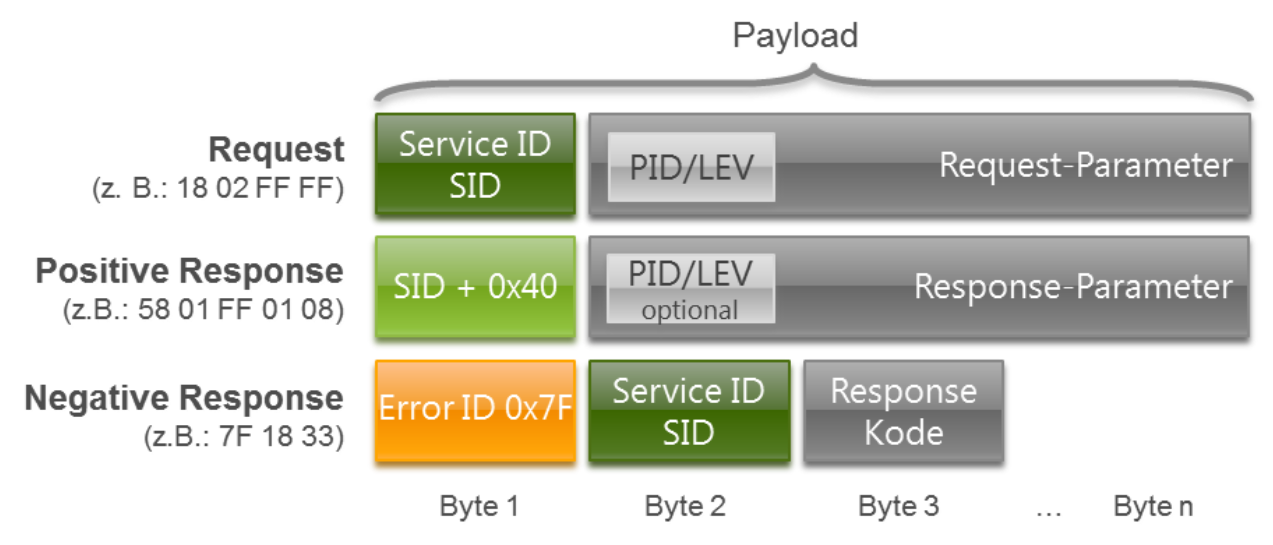 Payload
Request
(z. B.: 18 02 FF FF)
Service ID
SID
PID/LEV
Request-Parameter
Positive Response
(z.B.: 58 01 FF 01 08)
SID + 0x40
PID/LEV
optional
Response-Parameter
Negative Response
(z.B.: 7F 18 33)
Error ID 0x7F
Service ID
SID
Response
Kode
Byte 1
Byte 2
Byte 3
...
Byte n